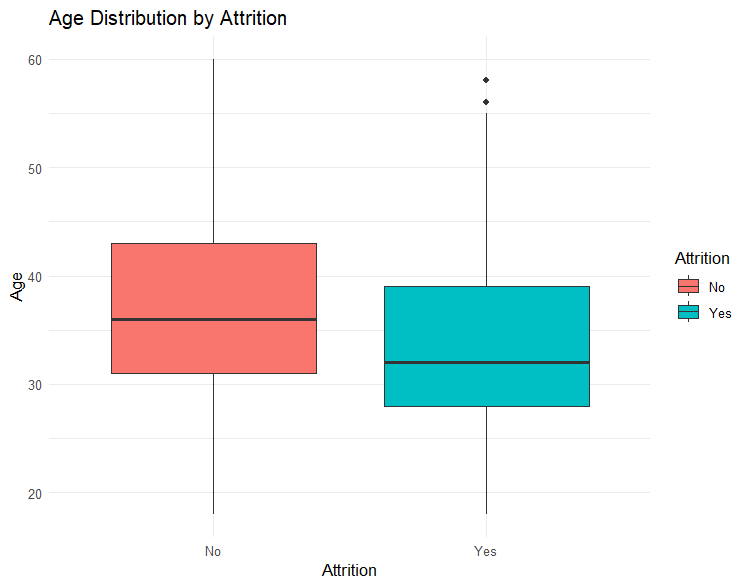 Age Distribution by Attrition
Age
60
50
40
30
20
No
Yes
Attrition
Attrition
No
Yes